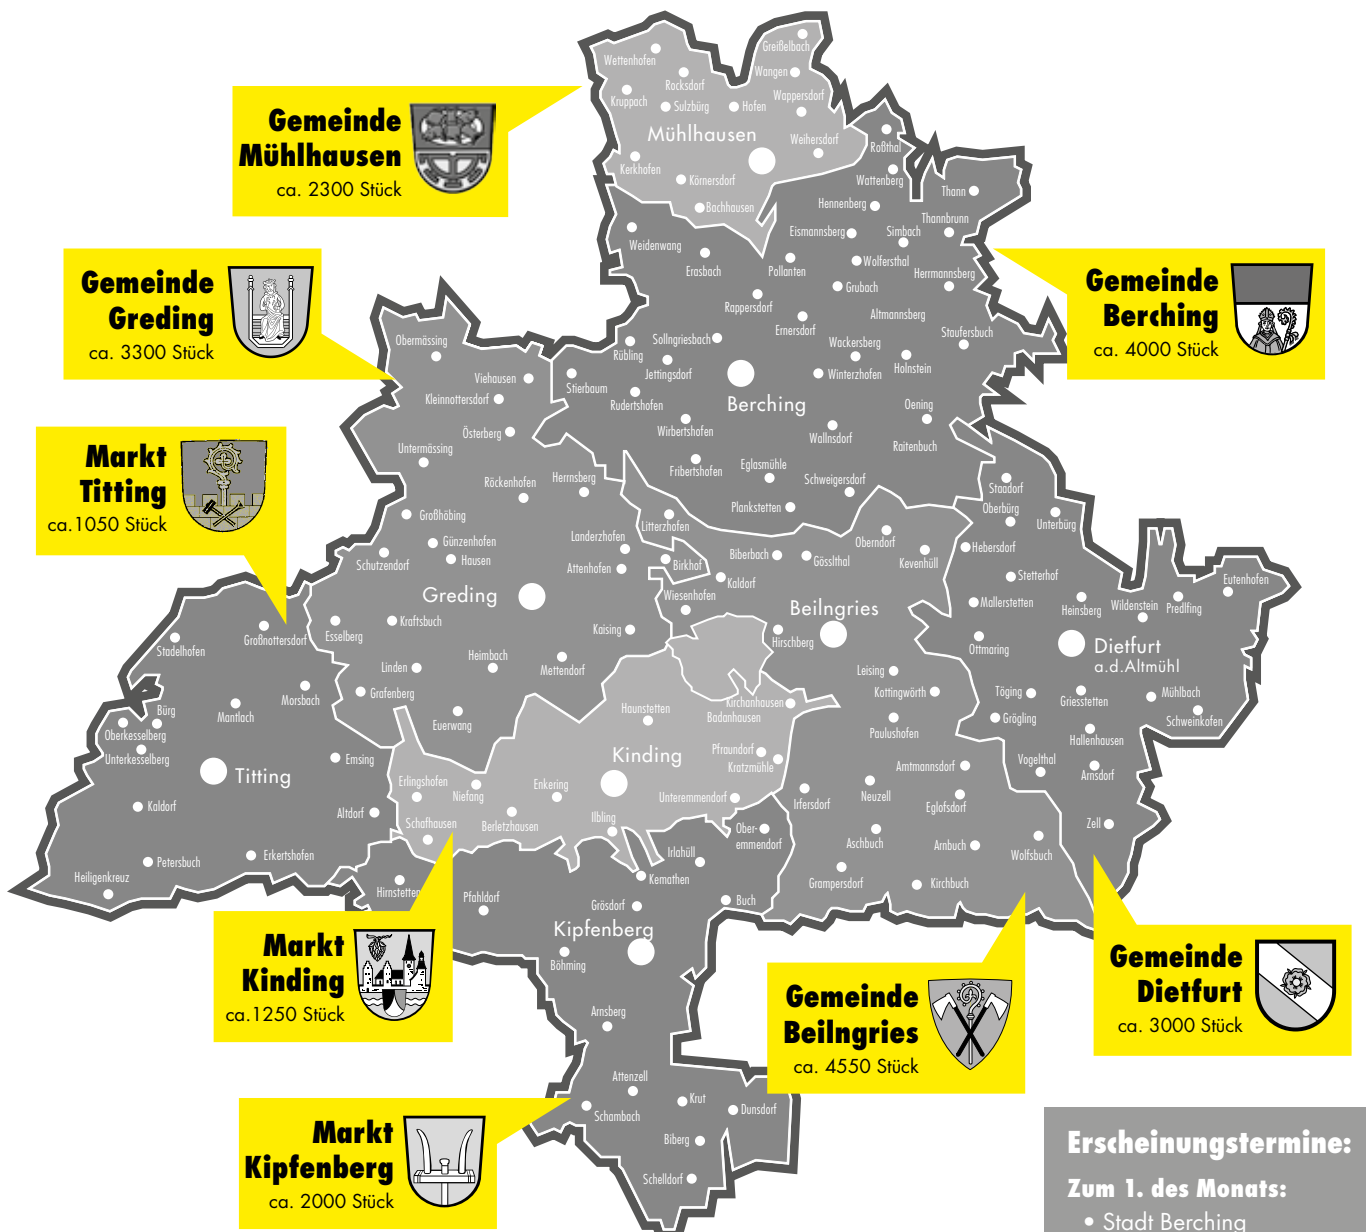 Gemeinde
Mühlhausen
ca. 2300 Stück
Gemeinde
Greding
ca. 3300 Stück
Markt
Titting
ca.1050 Stück
Gemeinde
Berching
ca. 4000 Stück
Markt
Kinding
ca.1250 Stück
Markt
Kipfenberg
ca. 2000 Stück
Gemeinde
Beilngries
ca. 4550 Stück
Gemeinde
Dietfurt
ca. 3000 Stück
Wettenhofen
Greißelbach
Rocksdorf
Wangen
Kruppach
Sulzbürg
Hofen
Wappersdorf
Mühlhausen
Weihersdorf
Kerkhofen
Körnersdorf
Bachhausen
Roßthal
Wattenberg
Thann
Hennenberg
Thannbrunn
Eismannsberg
Simbach
Weidenwang
Erasbach
Pollanten
Wolfersthal
Herrmannsberg
Grubach
Rappersdorf
Altmannsberg
Ernersdorf
Staufersbuch
Sollngriesbach
Wackersberg
Rübling
Holnstein
Jettingsdorf
Winterzhofen
Stierbaum
Rudertshofen
Berching
Oening
Wirbertshofen
Wallnsdorf
Raitenbuch
Fribertshofen
Eglasmühle
Schweigersdorf
Plankstetten
Obermässing
Viehausen
Kleinnottersdorf
Österberg
Untermässing
Röckenhofen
Herrnsberg
Großhöbing
Günzenhofen
Landerzhofen
Schutzendorf
Hausen
Attenhofen
Greding
Kraftsbuch
Esselberg
Kaising
Linden
Heimbach
Mettendorf
Grafenberg
Euerwang
Litterzhofen
Birkhof
Biberbach
Gösslthal
Oberndorf
Kevenhüll
Kaldorf
Wiesenhofen
Beilngries
Hirschberg
Leising
Kottingwörth
Paulushofen
Amtmannsdorf
Neuzell
Irfersdorf
Eglofsdorf
Aschbuch
Arnbuch
Wolfsbuch
Grampersdorf
Kirchbuch
Staadorf
Oberbürg
Unterbürg
Hebersdorf
Stetterhof
Eutenhofen
Mallerstetten
Heinsberg
Wildenstein
Predlfing
Ottmaring
Dietfurt
a.d.Altmühl
Töging
Mühlbach
Griesstetten
Grögling
Schweinkofen
Hallenhausen
Vogelthal
Arnsdorf
Zell
Großnottersdorf
Stadelhofen
Morsbach
Bürg
Mantlach
Oberkesselberg
Unterkesselberg
Emsing
Titting
Kaldorf
Altdorf
Petersbuch
Erkertshofen
Heiligenkreuz
Haunstetten
Kirchanhausen
Badanhausen
Kinding
Pfraundorf
Kratzmühle
Erlingshofen
Niefang
Enkering
Unteremmendorf
Schafhausen
Berletzhausen
Ilbling
Ober-
emmendorf
Irlahüll
Hirnstetten
Pfahldorf
Kemathen
Grösdorf
Buch
Kipfenberg
Böhming
Arnsberg
Attenzell
Krut
Schambach
Dunsdorf
Biberg
Schelldorf
Erscheinungstermine:
Zum 1. des Monats:
• Stadt Berching